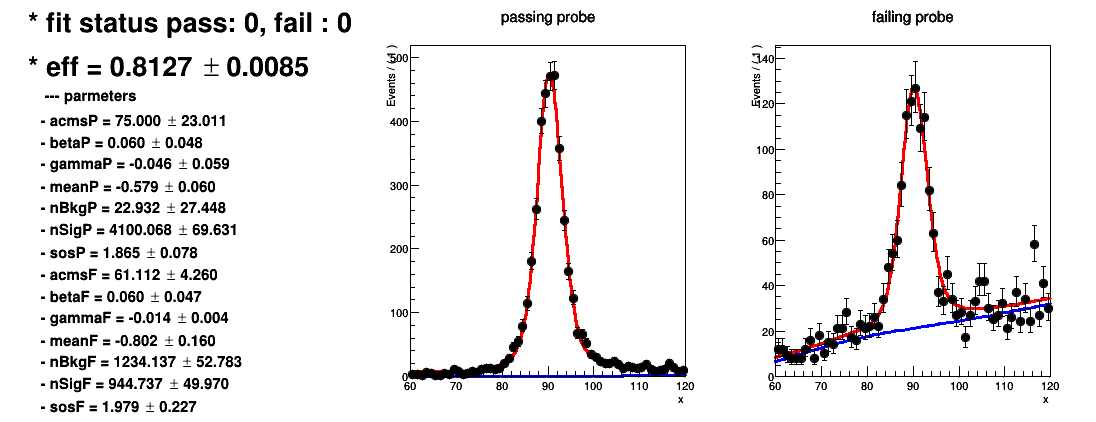 * fit status pass: 0, fail : 0
* eff = 0.8127 ± 0.0085
--- parmeters
- acmsP = 75.000 ± 23.011
- betaP = 0.060 ± 0.048
- gammaP = -0.046 ± 0.059
- meanP = -0.579 ± 0.060
- nBkgP = 22.932 ± 27.448
- nSigP = 4100.068 ± 69.631
- sosP = 1.865 ± 0.078
- acmsF = 61.112 ± 4.260
- betaF = 0.060 ± 0.047
- gammaF = -0.014 ± 0.004
- meanF = -0.802 ± 0.160
- nBkgF = 1234.137 ± 52.783
- nSigF = 944.737 ± 49.970
- sosF = 1.979 ± 0.227
passing probe
Events / ( 1 )
500
400
300
200
100
0
60 70 80 90 100 110 120
x
failing probe
Events / ( 1 )
140
120
100
80
60
40
20
0
60 70 80 90 100 110 120
x